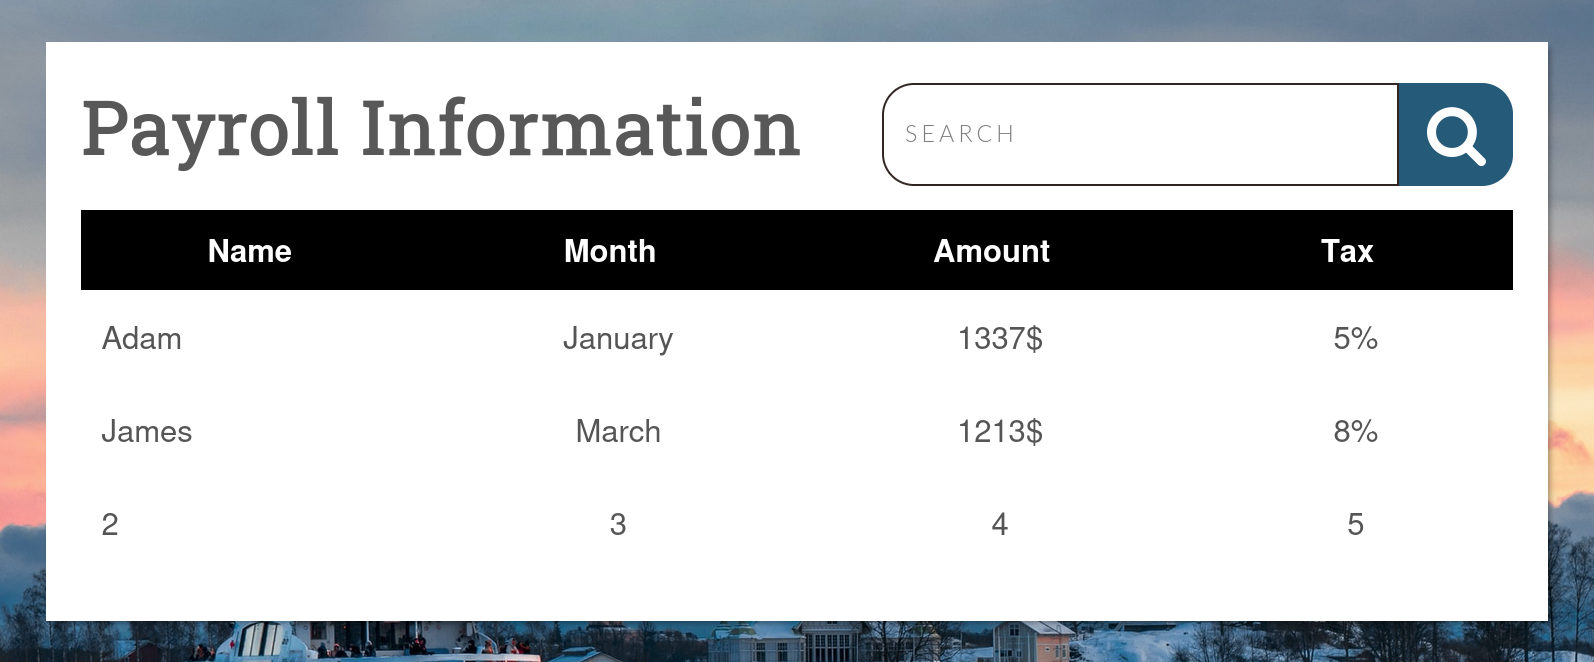 Payroll Information
SEARCH
Name Month Amount Tax
Adam January 1337$ 5%
James March 1213$ 8%
2 3 4 5